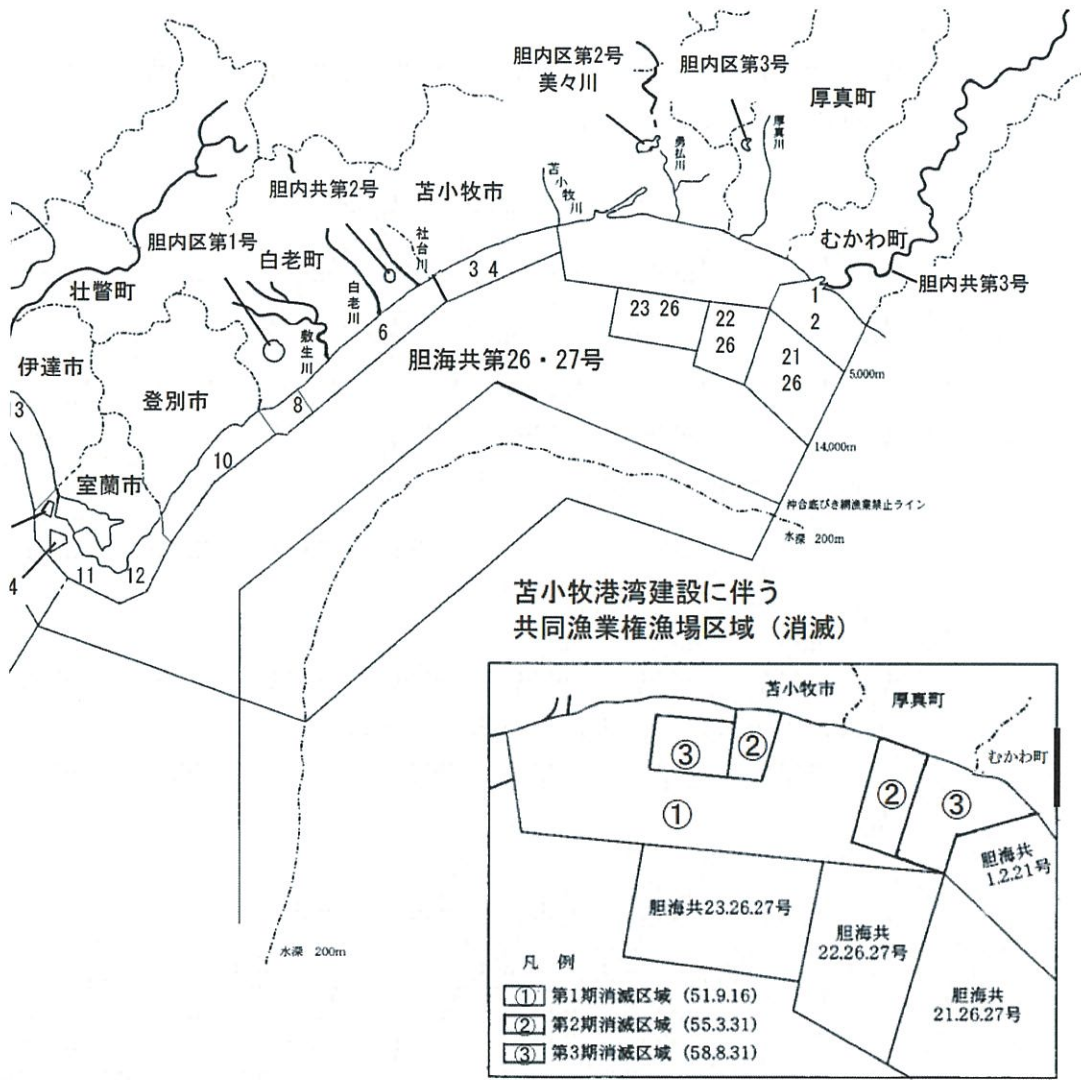 胆内区第2号
美々川
胆内区第3号
厚真町
厚真川
勇払川
苫小牧川
胆内共第2号
苫小牧市
むかわ町
胆内共第3号
胆内区第1号
白老町
社台川
白老川
敷生川
壮瞥町
伊達市
登別市
室蘭市
3 4
6
8
10
11
12
13
4
1
2
23 26
22
26
21
26
胆海共第26・27号
5,000m
14,000m
沖合底びき網漁業禁止ライン
水深 200m
水深 200m
苫小牧港湾建設に伴う
共同漁業権漁場区域(消滅)
苫小牧市
厚真町
むかわ町
③
②
①
②
③
胆海共
1.2.21号
胆海共23.26.27号
胆海共
22.26.27号
胆海共
21.26.27号
凡 例
① 第1期消滅区域 (51.9.16)
② 第2期消滅区域 (55.3.31)
③ 第3期消滅区域 (58.8.31)